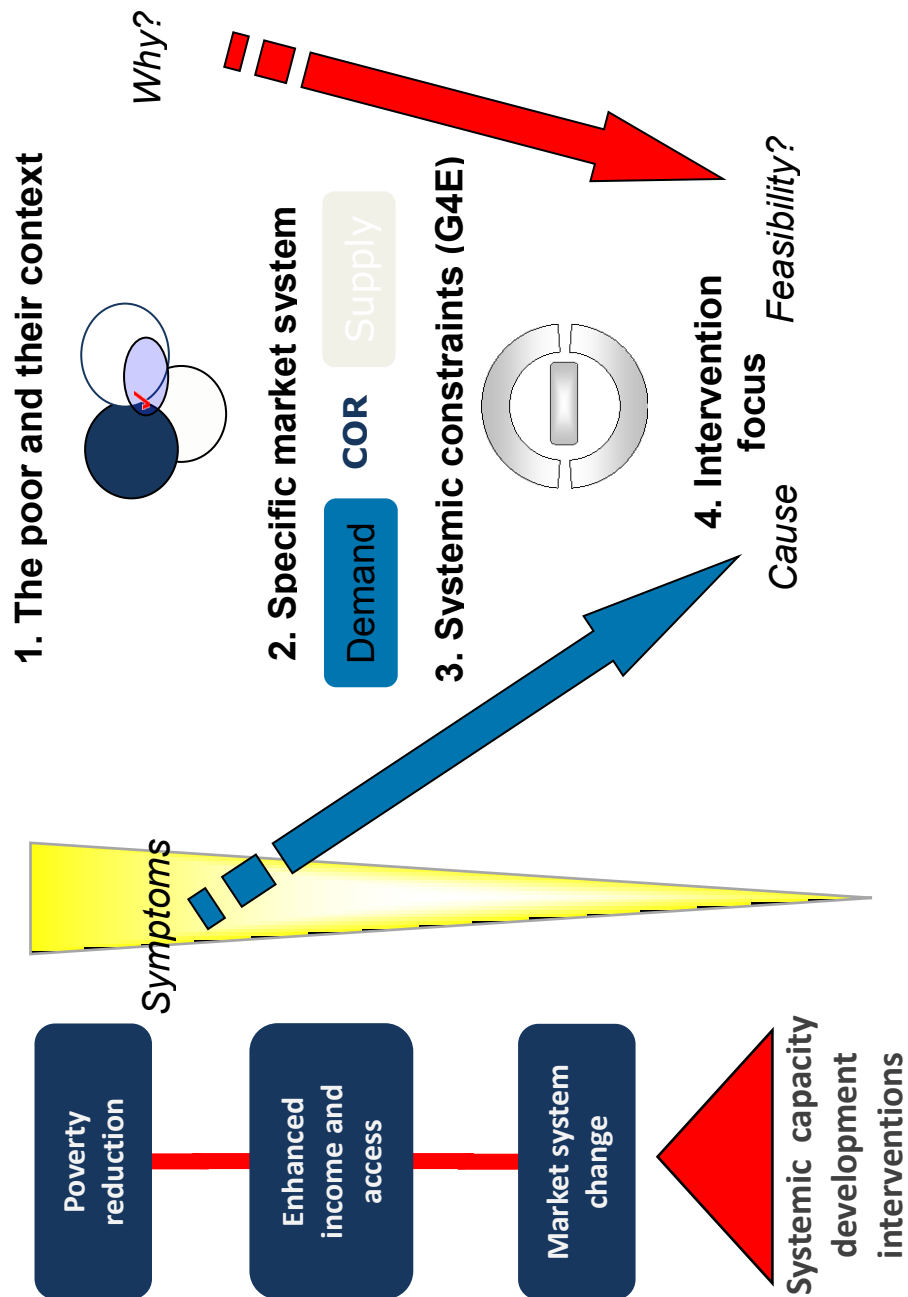 Poverty
reduction
Enhanced
income and
access
Market system
change
Systemic capacity
development
interventions
Symptoms
1. The poor and their context
2. Specific market system
Demand
COR
Supply
3. Systemic constraints (G4E)
4. Intervention
focus
Cause
Feasibility?
Why?